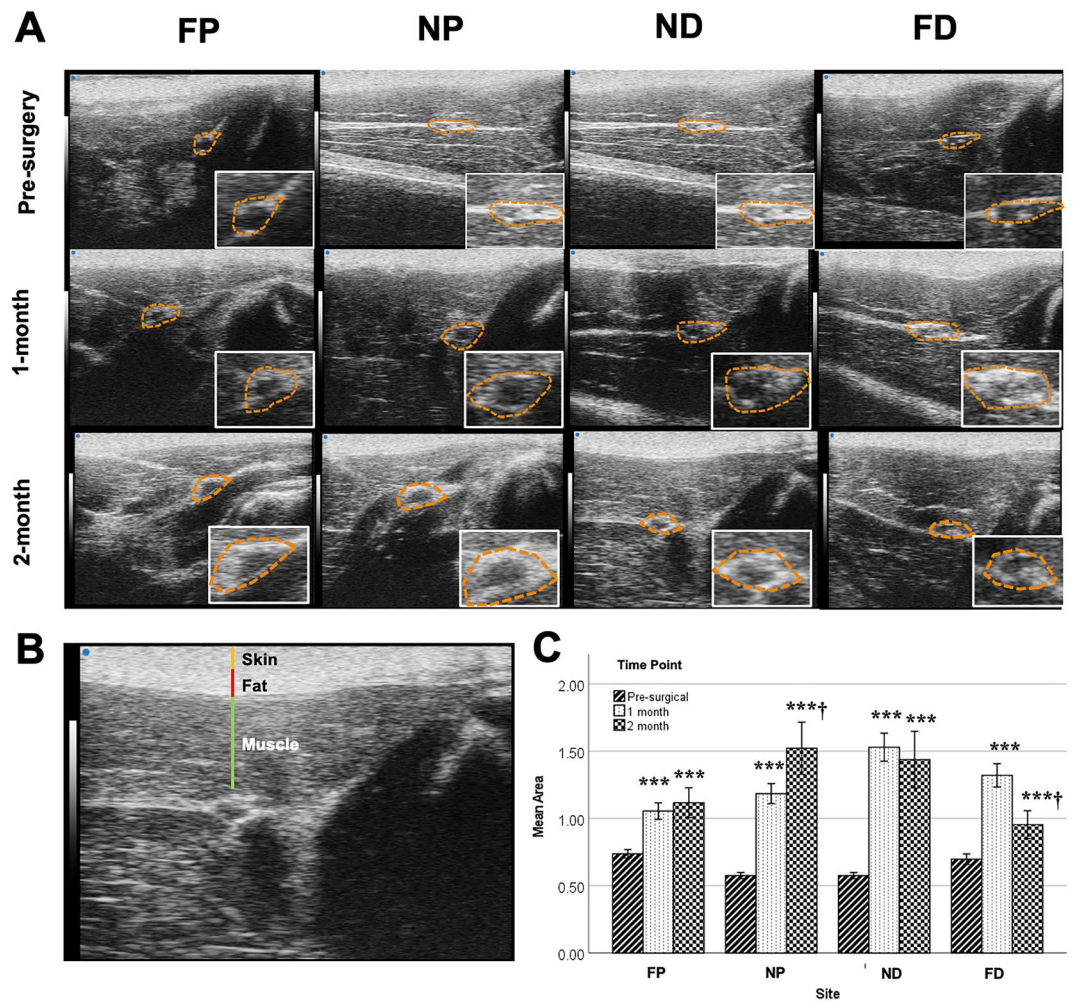 A
FP NP ND FD
Pre-surgery
1-month
2-month
B
Skin
Fat
Muscle
C
Time Point
Pre-surgical
1 month
2 month
2.00
1.50
1.00
0.50
0.00
Mean Area
*** ***
*** ***†
*** ***
*** ***†
FP NP ND FD
Site